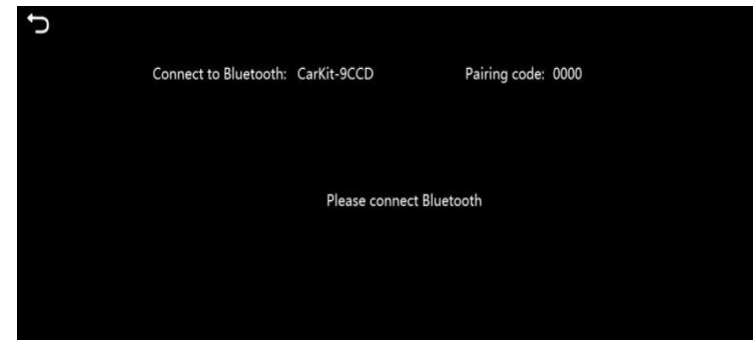 Connect to Bluetooth: CarKit-9CCD Pairing code: 0000
Please connect Bluetooth